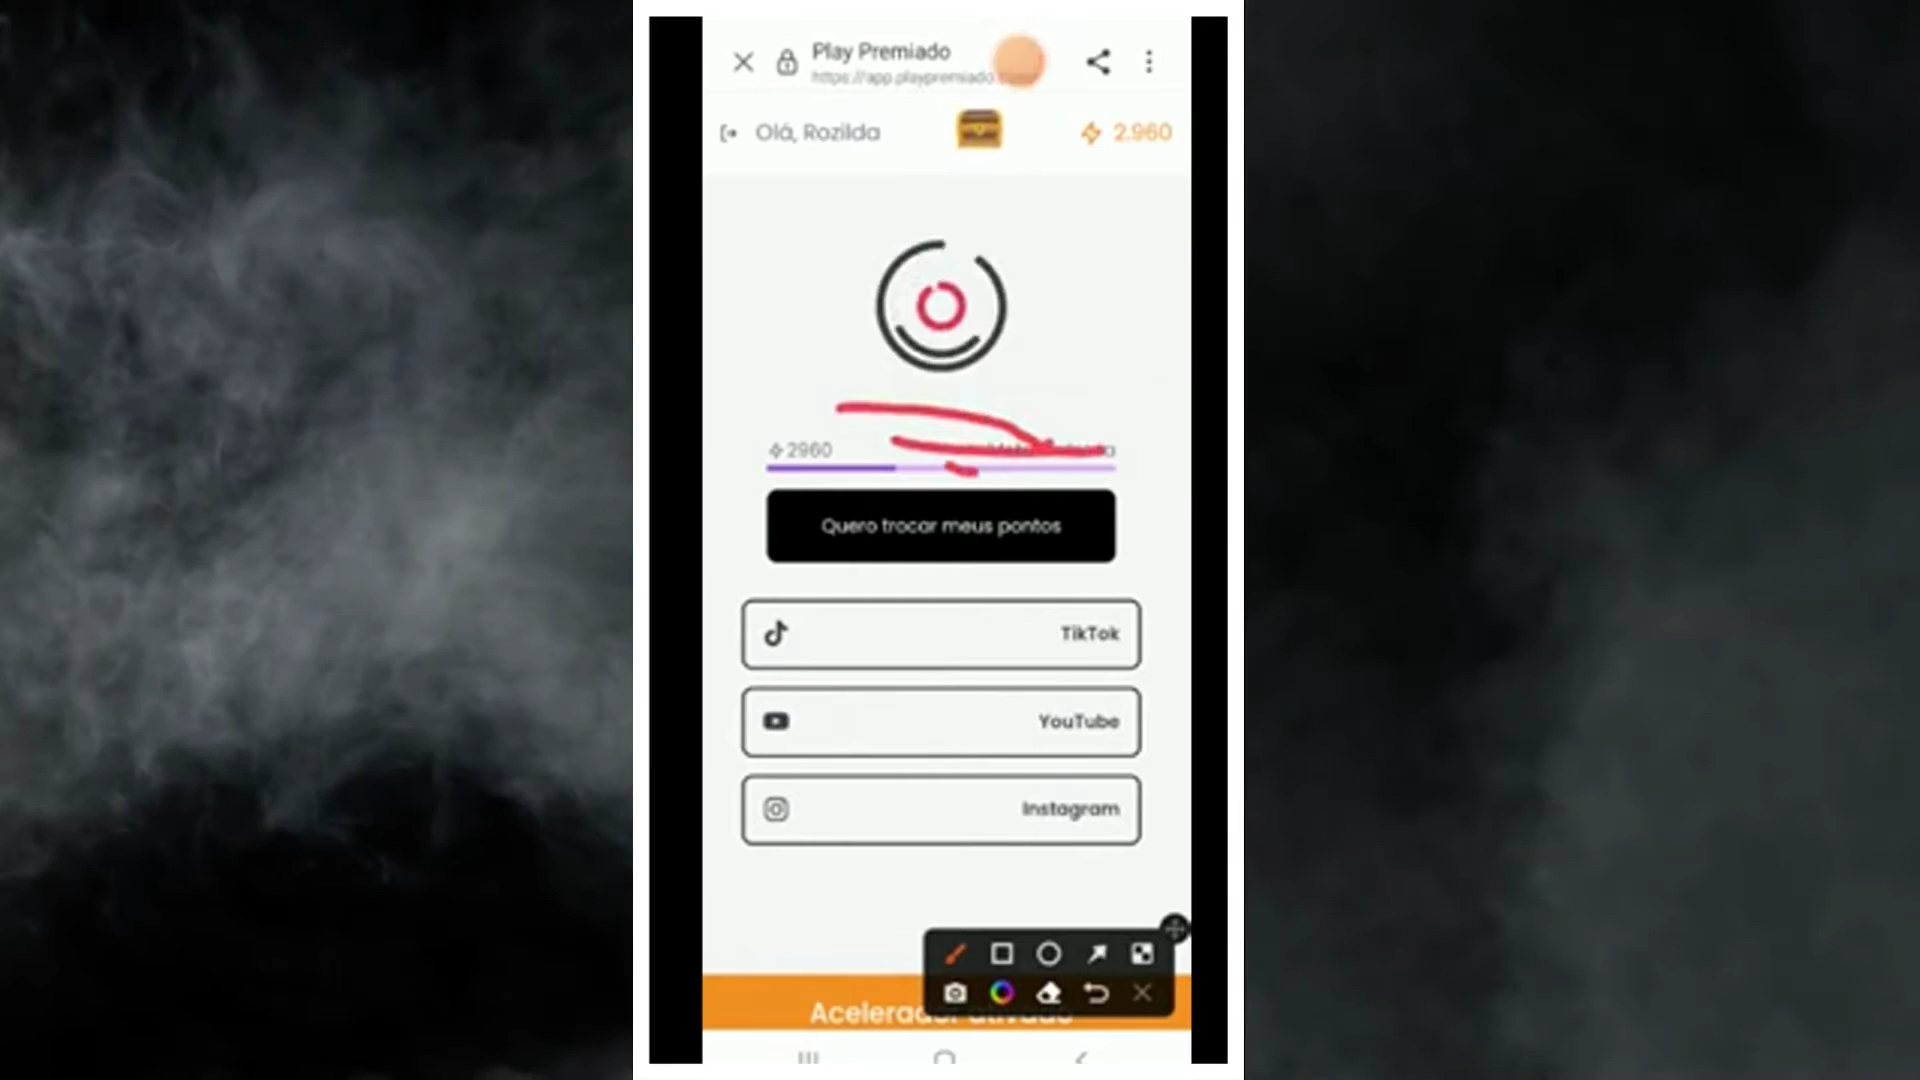 Play Premiado
https://app.playpremiado
Olá, Rozilda
2.960
2960
Quero trocar meus pontos
TikTok
YouTube
Instagram
Acelerador ativado